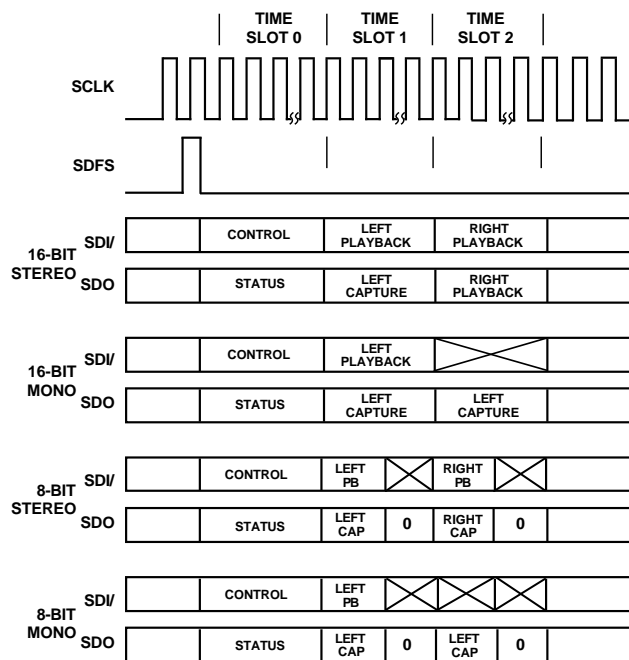 TIME SLOT 0
TIME SLOT 1
TIME SLOT 2
SCLK
SDFS
16-BIT STEREO
SDI/
CONTROL
LEFT PLAYBACK
RIGHT PLAYBACK
SDO
STATUS
LEFT CAPTURE
RIGHT PLAYBACK
16-BIT MONO
SDI/
CONTROL
LEFT PLAYBACK
SDO
STATUS
LEFT CAPTURE
LEFT CAPTURE
8-BIT STEREO
SDI/
CONTROL
LEFT PB
RIGHT PB
SDO
STATUS
LEFT CAP
0
RIGHT CAP
0
8-BIT MONO
SDI/
CONTROL
LEFT PB
SDO
STATUS
LEFT CAP
0
LEFT CAP
0